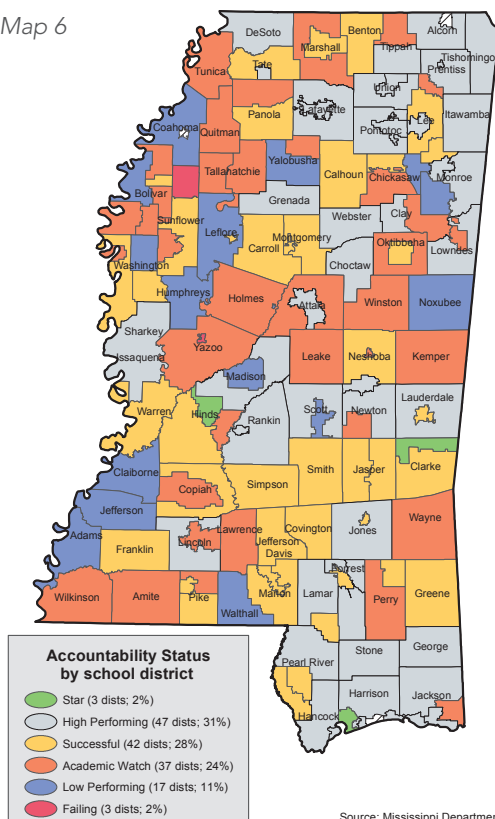 Map 6
DeSoto
Benton
Alcorn
Marshall
Tippah
Tishomingo
Tate
Prentiss
Tunica
Union
Panola
Lafayette
Lee
Itawamba
Coahoma
Quitman
Pontotoc
Yalobusha
Tallahatchie
Calhoun
Chickasaw
Monroe
Bolivar
Grenada
Sunflower
Webster
Clay
Leflore
Montgomery
Carroll
Oktibbeha
Lowndes
Washington
Choctaw
Humphreys
Holmes
Attala
Winston
Noxubee
Sharkey
Yazoo
Issaquena
Leake
Neshoba
Kemper
Madison
Lauderdale
Warren
Hinds
Scott
Newton
Rankin
Claiborne
Smith
Jasper
Clarke
Simpson
Copiah
Jefferson
Wayne
Lawrence
Covington
Jones
Adams
Lincoln
Jefferson
Davis
Franklin
Forrest
Wilkinson
Amite
Pike
Marion
Lamar
Perry
Greene
Walthall
Stone
George
Pearl River
Harrison
Jackson
Hancock
Accountability Status
by school district
Star (3 dists; 2%)
High Performing (47 dists; 31%)
Successful (42 dists; 28%)
Academic Watch (37 dists; 24%)
Low Performing (17 dists; 11%)
Failing (3 dists; 2%)
Source: Mississippi Departmen